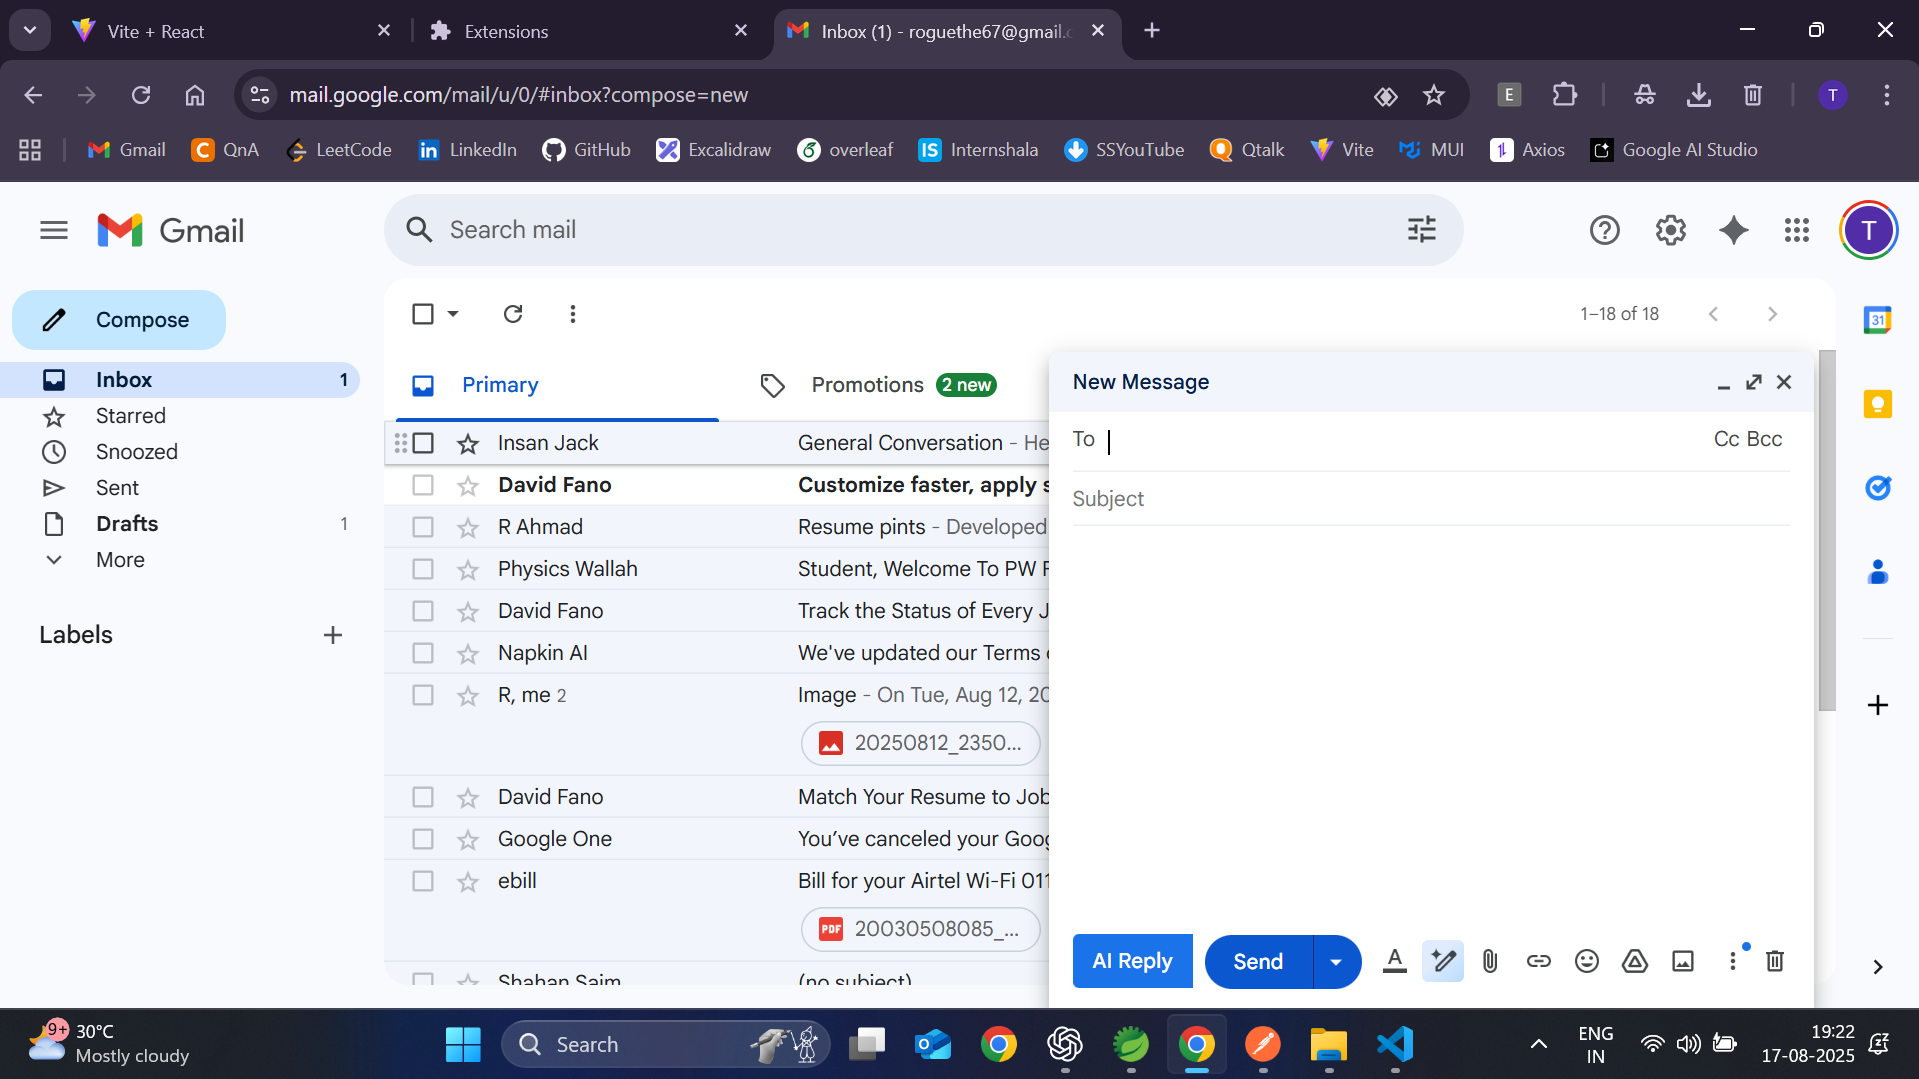 Vite + React
Extensions
Inbox (1) - roguethe67@gmail.c
mail.google.com/mail/u/0/#inbox?compose=new
E
T
Gmail
QnA
LeetCode
LinkedIn
GitHub
Excalidraw
overleaf
IS Internshala
SSYouTube
Qtalk
Vite
MUI
Axios
Google AI Studio
Gmail
Search mail
T
Compose
1–18 of 18
31
Inbox 1
Starred
Snoozed
Sent
Drafts 1
More
Labels
Primary
Promotions 2 new
Insan Jack General Conversation - He
David Fano Customize faster, apply s
R Ahmad Resume pints - Developed
Physics Wallah Student, Welcome To PW F
David Fano Track the Status of Every J
Napkin AI We've updated our Terms
R, me 2 Image - On Tue, Aug 12, 20
20250812_2350...
David Fano Match Your Resume to Job
Google One You've canceled your Goog
ebill Bill for your Airtel Wi-Fi 011
PDF 20030508085_...
Shahan Saim (no subject)
New Message
To Cc Bcc
Subject
AI Reply
Send
A
9+
30°C
Mostly cloudy
Search
ENG
IN
19:22
17-08-2025